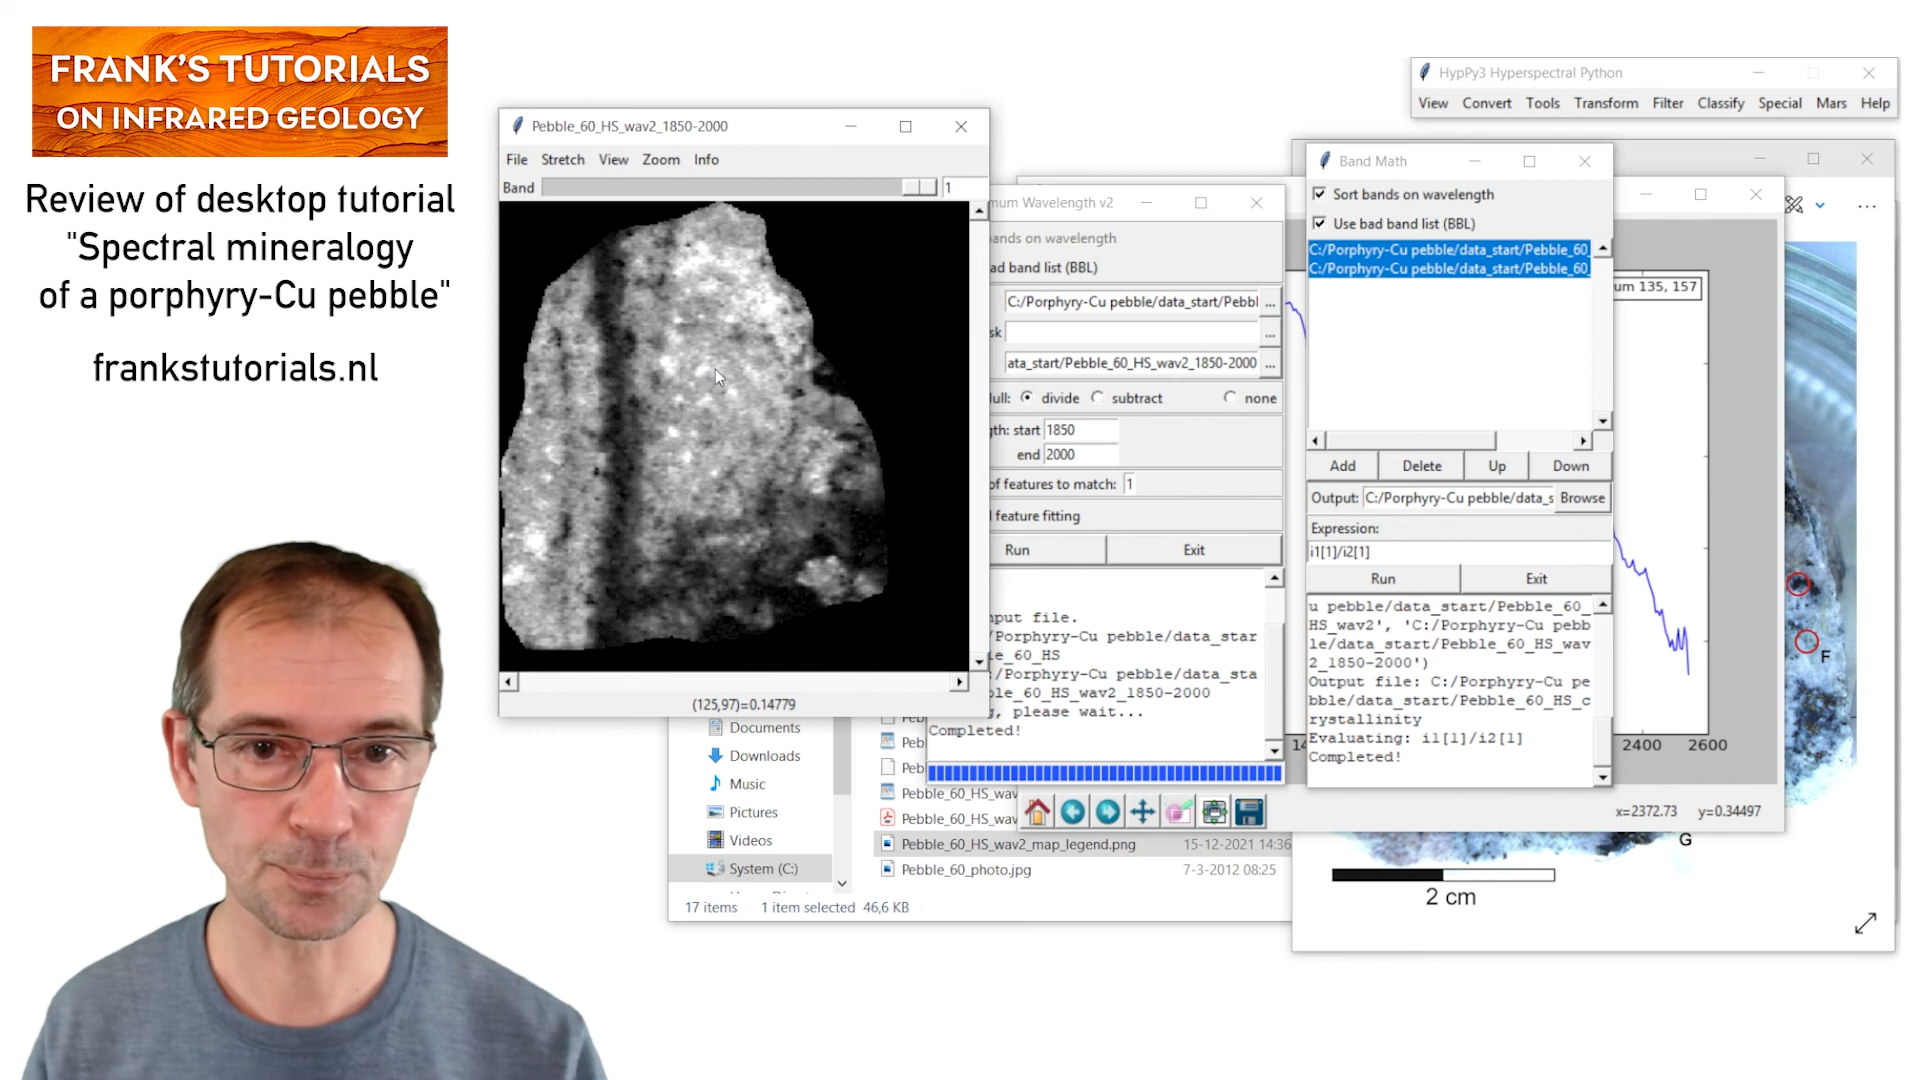 FRANK'S TUTORIALS
ON INFRARED GEOLOGY
Review of desktop tutorial
"Spectral mineralogy
of a porphyry-Cu pebble"
frankstutorials.nl
Pebble_60_HS_wav2_1850-2000
File Stretch View Zoom Info
Band 1
(125,97)=0.14779
mum Wavelength v2
ands on wavelength
ad band list (BBL)
C:/Porphyry-Cu pebble/data_start/Pebbl ...
sk ...
ata_start/Pebble_60_HS_wav2_1850-2000 ...
lull: divide subtract none
gth: start 1850
end 2000
of features to match: 1
l feature fitting
Run Exit
nput file.
/Porphyry-Cu pebble/data_star
le_60_HS
:/Porphyry-Cu pebble/data_sta
ble_60_HS_wav2_1850-2000
g, please wait...
Completed!
HypPy3 Hyperspectral Python
View Convert Tools Transform Filter Classify Special Mars Help
Band Math
Sort bands on wavelength
Use bad band list (BBL)
C:/Porphyry-Cu pebble/data_start/Pebble_60_
C:/Porphyry-Cu pebble/data_start/Pebble_60_
Add Delete Up Down
Output: C:/Porphyry-Cu pebble/data_s Browse
Expression:
i1[1]/i2[1]
Run Exit
u pebble/data_start/Pebble_60_
HS_wav2', 'C:/Porphyry-Cu pebb
le/data_start/Pebble_60_HS_wav
2_1850-2000')
Output file: C:/Porphyry-Cu pe
bble/data_start/Pebble_60_HS_c
rystallinity
Evaluating: i1[1]/i2[1]
Completed!
um 135, 157
14
2400 2600
x=2372.73 y=0.34497
F
G
2 cm
Documents
Downloads
Music
Pictures
Videos
System (C:)
Peb
Peb
Pebble_60_HS_wav
Pebble_60_HS_wav
Pebble_60_HS_wav2_map_legend.png 15-12-2021 14:36
Pebble_60_photo.jpg 7-3-2012 08:25
17 items 1 item selected 46,6 KB